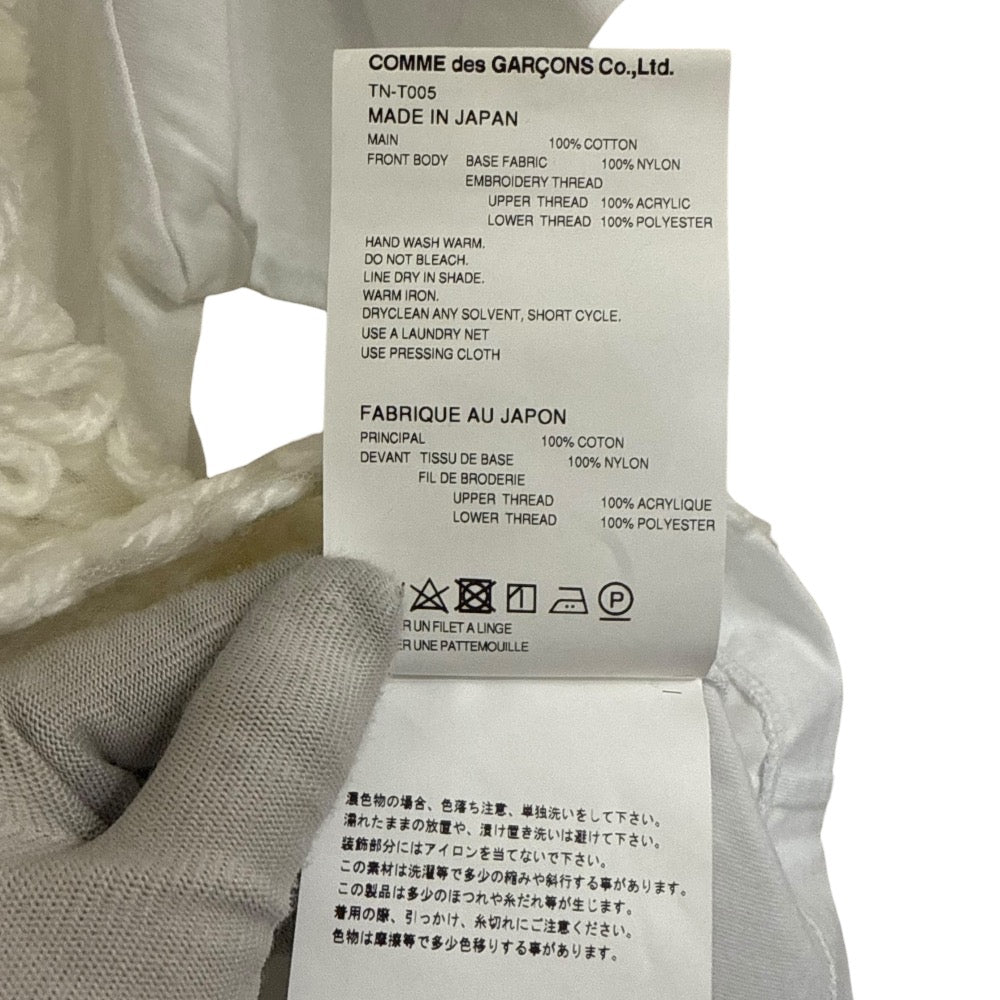 COMME des GARÇONS Co.,Ltd.
TN-T005
MADE IN JAPAN
MAIN 100% COTTON
FRONT BODY BASE FABRIC 100% NYLON
EMBROIDERY THREAD
UPPER THREAD 100% ACRYLIC
LOWER THREAD 100% POLYESTER
HAND WASH WARM.
DO NOT BLEACH.
LINE DRY IN SHADE.
WARM IRON.
DRYCLEAN ANY SOLVENT, SHORT CYCLE.
USE A LAUNDRY NET
USE PRESSING CLOTH
FABRIQUE AU JAPON
PRINCIPAL 100% COTON
DEVANT TISSU DE BASE 100% NYLON
FIL DE BRODERIE
UPPER THREAD 100% ACRYLIQUE
LOWER THREAD 100% POLYESTER
P
UN FILET A LINGE
UNE PATTEMOUILLE
濃色物の場合、色落ち注意、単独洗いをして下さい。
濡れたままの放置や、漬け置き洗いは避けて下さい。
装飾部分にはアイロンを当てないで下さい。
この素材は洗濯等で多少の縮みや斜行する事があります。
この製品は多少のほつれや糸だれ等が生じます。
着用の際、引っかけ、糸切れにご注意ください。
色物は摩擦等で多少色移りする事があります。